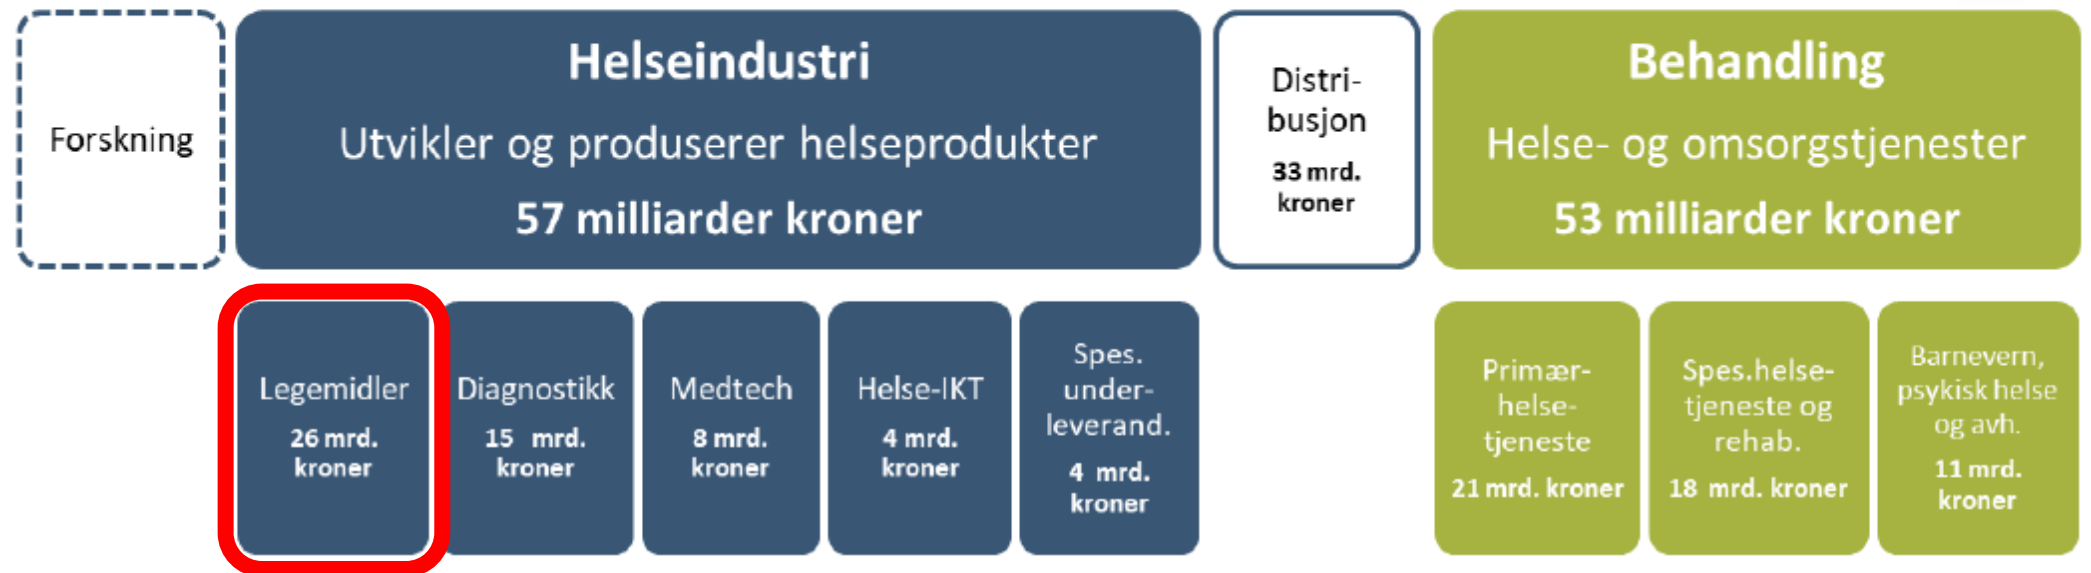 Forskning
Helseindustri
Utvikler og produserer helseprodukter
57 milliarder kroner
Distri-
busjon
33 mrd.
kroner
Behandling
Helse- og omsorgstjenester
53 milliarder kroner
Legemidler
26 mrd.
kroner
Diagnostikk
15 mrd.
kroner
Medtech
8 mrd.
kroner
Helse-IKT
4 mrd.
kroner
Spes.
under-
leverand.
4 mrd.
kroner
Primær-
helse-
tjeneste
21 mrd. kroner
Spes.helse-
tjeneste og
rehab.
18 mrd. kroner
Barnevern,
psykisk helse
og avh.
11 mrd.
kroner